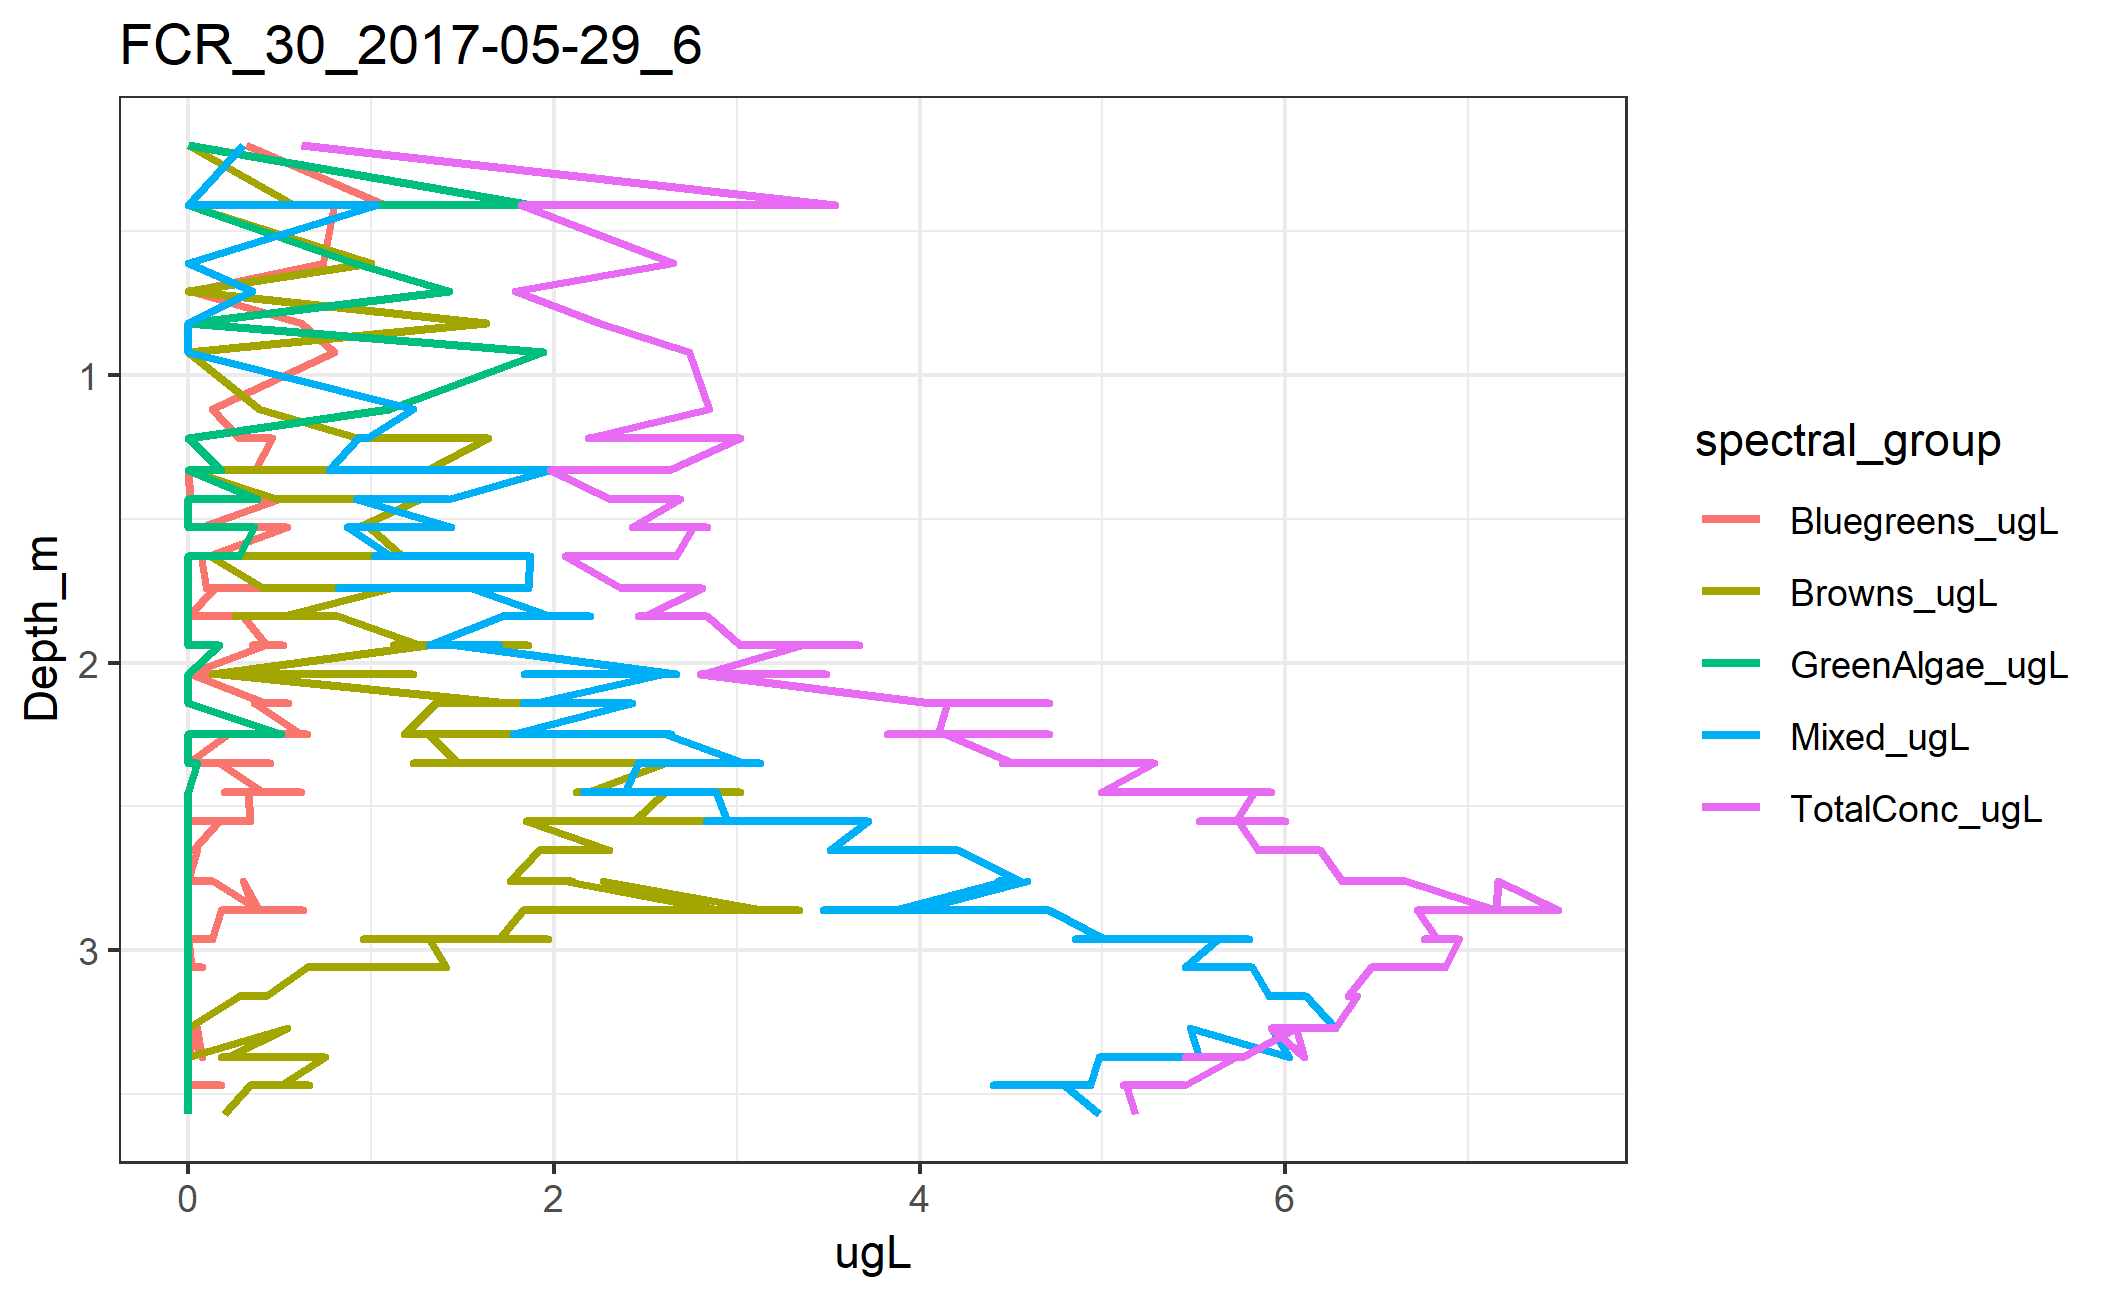 FCR_30_2017-05-29_6
Depth_m
1
2
3
0
2
4
6
ugL
spectral_group
Bluegreens_ugL
Browns_ugL
GreenAlgae_ugL
Mixed_ugL
TotalConc_ugL